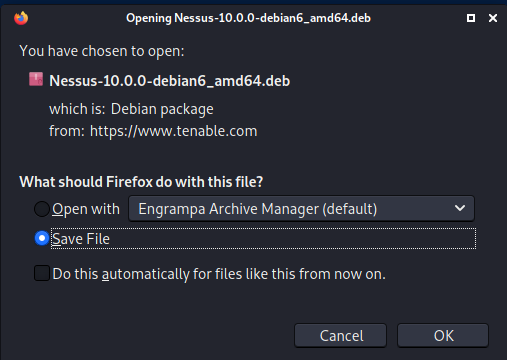 Opening Nessus-10.0.0-debian6_amd64.deb
You have chosen to open:
Nessus-10.0.0-debian6_amd64.deb
which is: Debian package
from: https://www.tenable.com
What should Firefox do with this file?
Open with Engrampa Archive Manager (default)
Save File
Do this automatically for files like this from now on.
Cancel OK